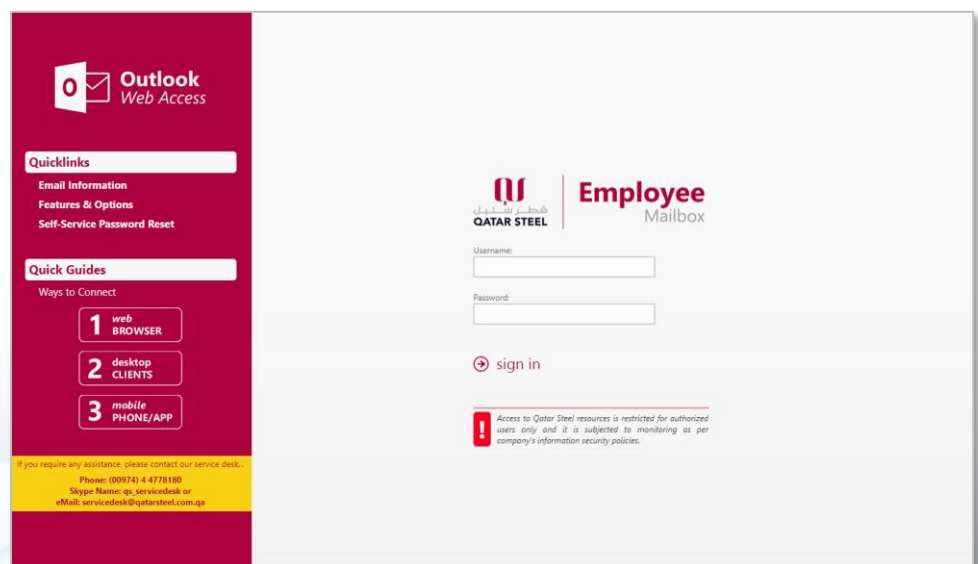 Outlook
Web Access
Quicklinks
Email Information
Features & Options
Self-Service Password Reset
Quick Guides
Ways to Connect
1 web
BROWSER
2 desktop
CLIENTS
3 mobile
PHONE/APP
If you require any assistance, please contact our service desk...
Phone: (00974) 4 4778180
Skype Name: qs_servicedesk or
eMail: servicedesk@qatarsteel.com.qa
قطر ستيل
QATAR STEEL
Employee
Mailbox
Username:
Password:
sign in
Access to Qatar Steel resources is restricted for authorized
users only and it is subjected to monitoring as per
company's information security policies.